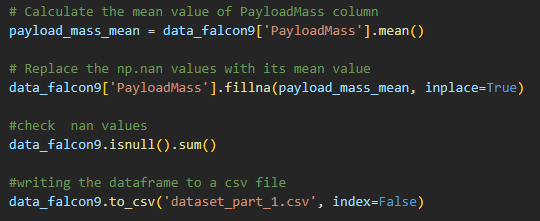 # Calculate the mean value of PayloadMass column
payload_mass_mean = data_falcon9['PayloadMass'].mean()
# Replace the np.nan values with its mean value
data_falcon9['PayloadMass'].fillna(payload_mass_mean, inplace=True)
#check  nan values
data_falcon9.isnull().sum()
#writing the dataframe to a csv file
data_falcon9.to_csv('dataset_part_1.csv', index=False)